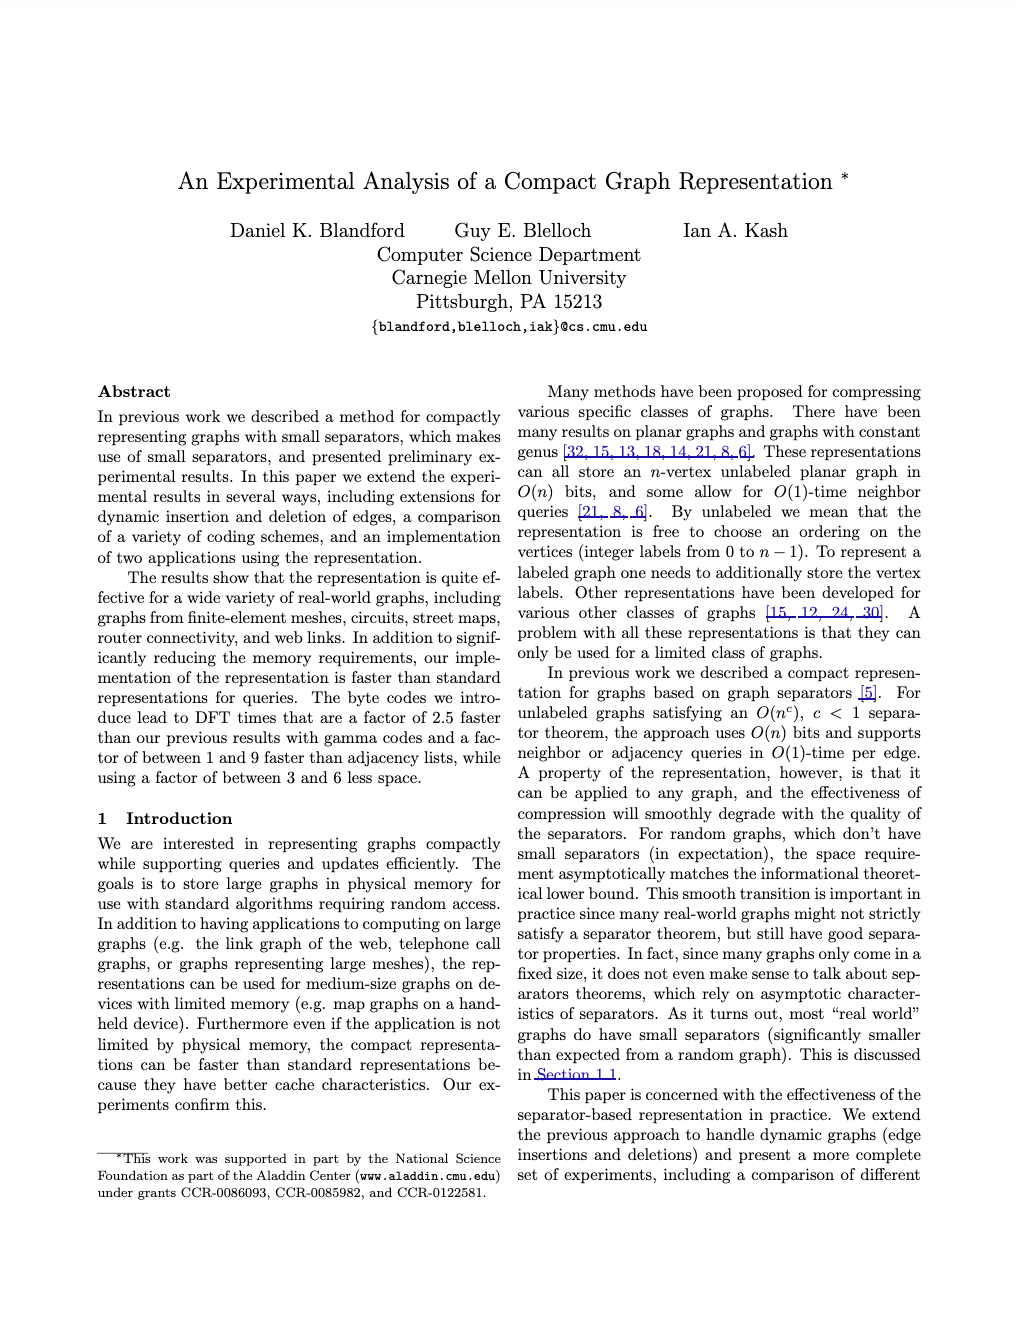 An Experimental Analysis of a Compact Graph Representation *
Daniel K. Blandford Guy E. Blelloch Ian A. Kash
Computer Science Department
Carnegie Mellon University
Pittsburgh, PA 15213
{blandford,blelloch,iak}@cs.cmu.edu
Abstract
In previous work we described a method for compactly
representing graphs with small separators, which makes
use of small separators, and presented preliminary ex-
perimental results. In this paper we extend the experi-
mental results in several ways, including extensions for
dynamic insertion and deletion of edges, a comparison
of a variety of coding schemes, and an implementation
of two applications using the representation.
The results show that the representation is quite ef-
fective for a wide variety of real-world graphs, including
graphs from finite-element meshes, circuits, street maps,
router connectivity, and web links. In addition to signif-
icantly reducing the memory requirements, our imple-
mentation of the representation is faster than standard
representations for queries. The byte codes we intro-
duce lead to DFT times that are a factor of 2.5 faster
than our previous results with gamma codes and a fac-
tor of between 1 and 9 faster than adjacency lists, while
using a factor of between 3 and 6 less space.
1 Introduction
We are interested in representing graphs compactly
while supporting queries and updates efficiently. The
goals is to store large graphs in physical memory for
use with standard algorithms requiring random access.
In addition to having applications to computing on large
graphs (e.g. the link graph of the web, telephone call
graphs, or graphs representing large meshes), the rep-
resentations can be used for medium-size graphs on de-
vices with limited memory (e.g. map graphs on a hand-
held device). Furthermore even if the application is not
limited by physical memory, the compact representa-
tions can be faster than standard representations be-
cause they have better cache characteristics. Our ex-
periments confirm this.
*This work was supported in part by the National Science
Foundation as part of the Aladdin Center (www.aladdin.cmu.edu)
under grants CCR-0086093, CCR-0085982, and CCR-0122581.
Many methods have been proposed for compressing
various specific classes of graphs. There have been
many results on planar graphs and graphs with constant
genus [32, 15, 13, 18, 14, 21, 8, 6]. These representations
can all store an n-vertex unlabeled planar graph in
O(n) bits, and some allow for O(1)-time neighbor
queries [21, 8, 6]. By unlabeled we mean that the
representation is free to choose an ordering on the
vertices (integer labels from 0 to n − 1). To represent a
labeled graph one needs to additionally store the vertex
labels. Other representations have been developed for
various other classes of graphs [15, 12, 24, 30]. A
problem with all these representations is that they can
only be used for a limited class of graphs.
In previous work we described a compact represen-
tation for graphs based on graph separators [5]. For
unlabeled graphs satisfying an O(nᶜ), c < 1 separa-
tor theorem, the approach uses O(n) bits and supports
neighbor or adjacency queries in O(1)-time per edge.
A property of the representation, however, is that it
can be applied to any graph, and the effectiveness of
compression will smoothly degrade with the quality of
the separators. For random graphs, which don't have
small separators (in expectation), the space require-
ment asymptotically matches the informational theoret-
ical lower bound. This smooth transition is important in
practice since many real-world graphs might not strictly
satisfy a separator theorem, but still have good separa-
tor properties. In fact, since many graphs only come in a
fixed size, it does not even make sense to talk about sep-
arators theorems, which rely on asymptotic character-
istics of separators. As it turns out, most “real world”
graphs do have small separators (significantly smaller
than expected from a random graph). This is discussed
in Section 1.1.
This paper is concerned with the effectiveness of the
separator-based representation in practice. We extend
the previous approach to handle dynamic graphs (edge
insertions and deletions) and present a more complete
set of experiments, including a comparison of different